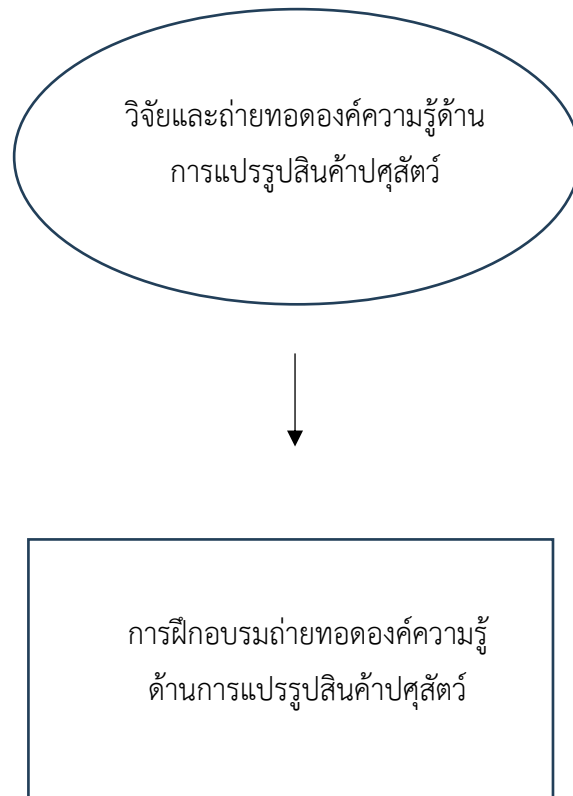 วิจัยและถ่ายทอดองค์ความรู้ด้าน
การแปรรูปสินค้าปศุสัตว์
การฝึกอบรมถ่ายทอดองค์ความรู้
ด้านการแปรรูปสินค้าปศุสัตว์